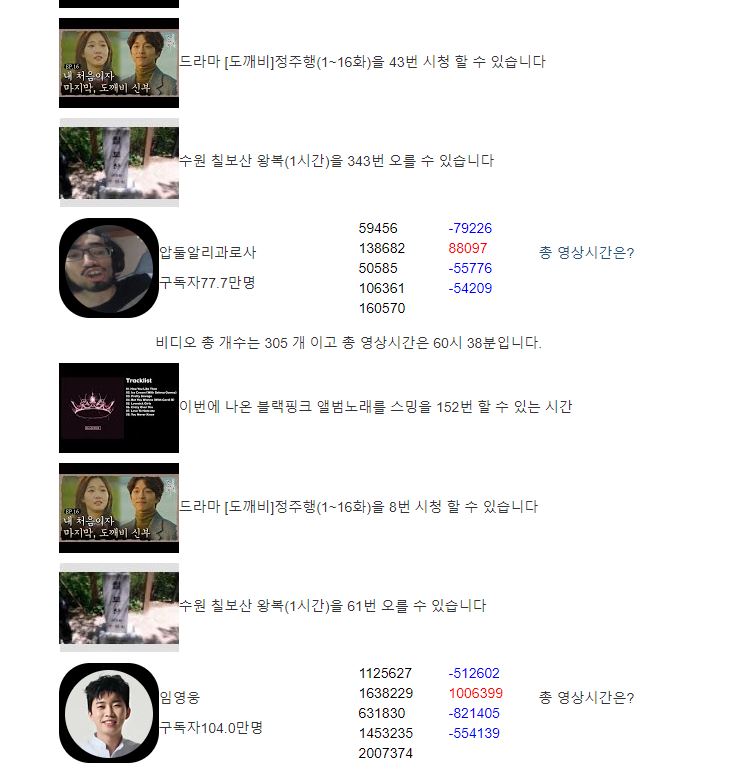 EP.16
내 처음이자
마지막, 도깨비 신부
드라마 [도깨비]정주행(1~16화)을 43번 시청 할 수 있습니다
칠보산
수원 칠보산 왕복(1시간)을 343번 오를 수 있습니다
압둘알리과로사
구독자77.7만명
59456 -79226
138682 88097
50585 -55776
106361 -54209
160570
총 영상시간은?
비디오 총 개수는 305 개 이고 총 영상시간은 60시 38분입니다.
Tracklist
이번에 나온 블랙핑크 앨범노래를 스밍을 152번 할 수 있는 시간
EP.16
내 처음이자
마지막, 도깨비 신부
드라마 [도깨비]정주행(1~16화)을 8번 시청 할 수 있습니다
칠보산
수원 칠보산 왕복(1시간)을 61번 오를 수 있습니다
임영웅
구독자104.0만명
1125627 -512602
1638229 1006399
631830 -821405
1453235 -554139
2007374
총 영상시간은?